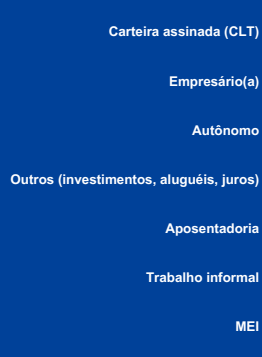 Carteira assinada (CLT)
Empresário(a)
Autônomo
Outros (investimentos, aluguéis, juros)
Aposentadoria
Trabalho informal
MEI